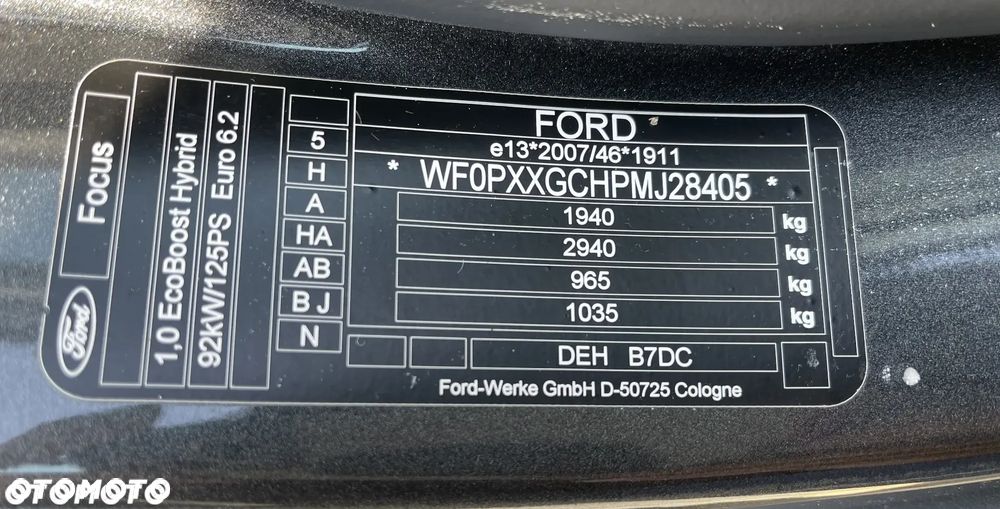 Ford
Focus
1,0 EcoBoost Hybrid
92kW/125PS Euro 6.2
5
H
A
HA
AB
B J
N
FORD
e13*2007/46*1911
* WF0PXXGCHPMJ28405 *
1940 kg
2940 kg
965 kg
1035 kg
DEH B7DC
Ford-Werke GmbH D-50725 Cologne
OTOMOTO